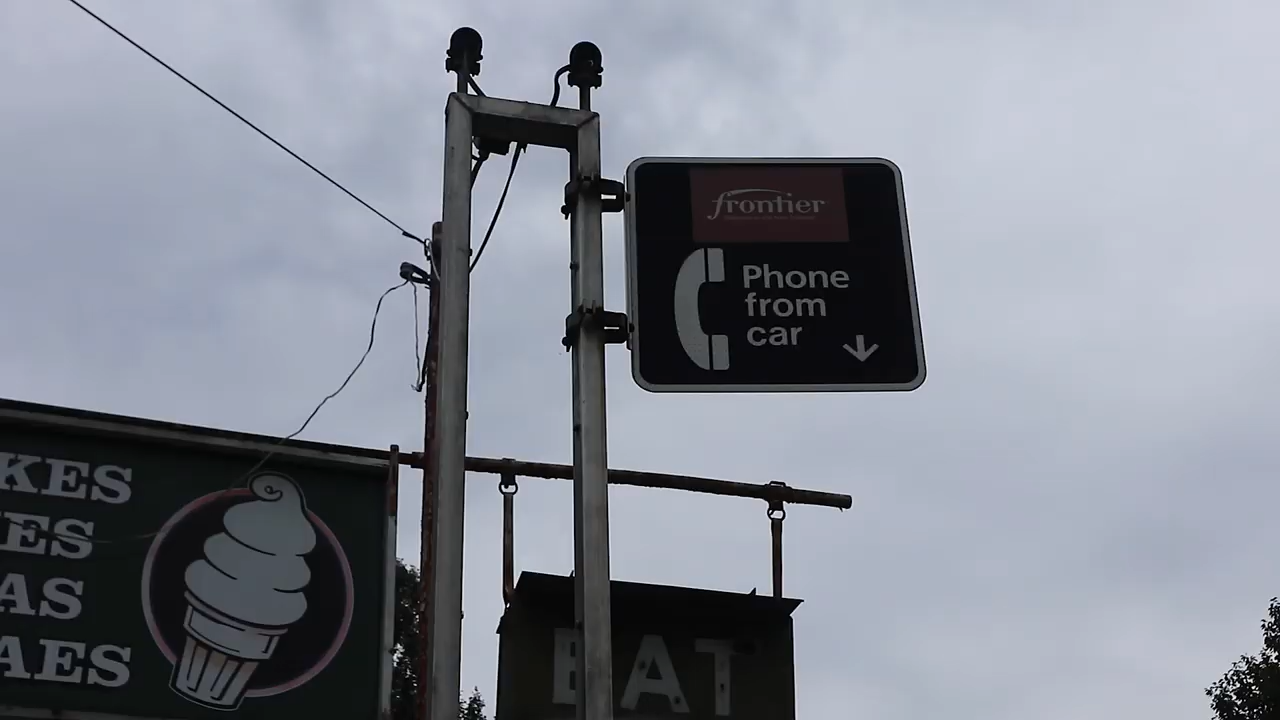 frontier
Phone
from
car
KES
ES
AS
AES
EAT